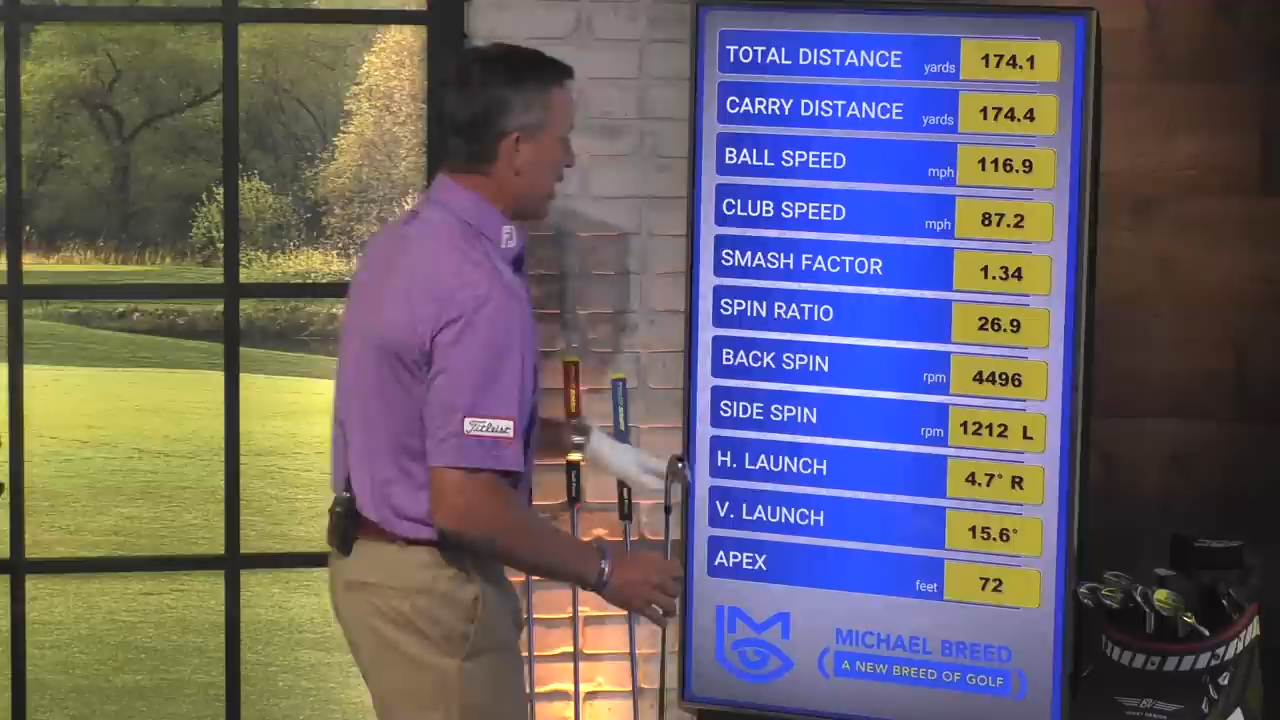 TOTAL DISTANCE yards 174.1
CARRY DISTANCE yards 174.4
BALL SPEED mph 116.9
CLUB SPEED mph 87.2
SMASH FACTOR 1.34
SPIN RATIO 26.9
BACK SPIN rpm 4496
SIDE SPIN rpm 1212 L
H. LAUNCH 4.7° R
V. LAUNCH 15.6°
APEX feet 72
MICHAEL BREED
A NEW BREED OF GOLF
FJ
Titleist